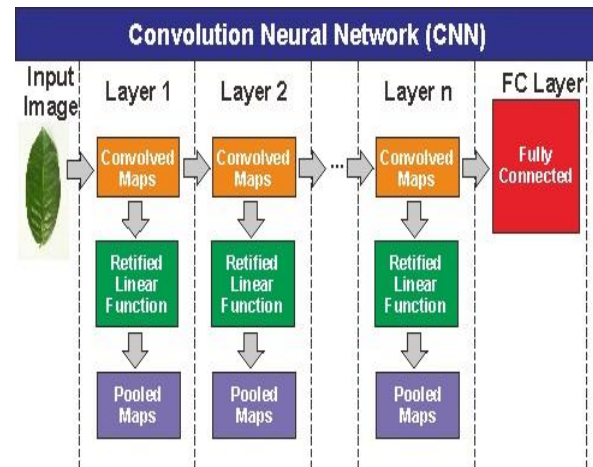 Convolution Neural Network (CNN)
Input
Image
Layer 1
Layer 2
Layer n
FC Layer
Convolved
Maps
Convolved
Maps
...
Convolved
Maps
Fully
Connected
Retified
Linear
Function
Retified
Linear
Function
Retified
Linear
Function
Pooled
Maps
Pooled
Maps
Pooled
Maps